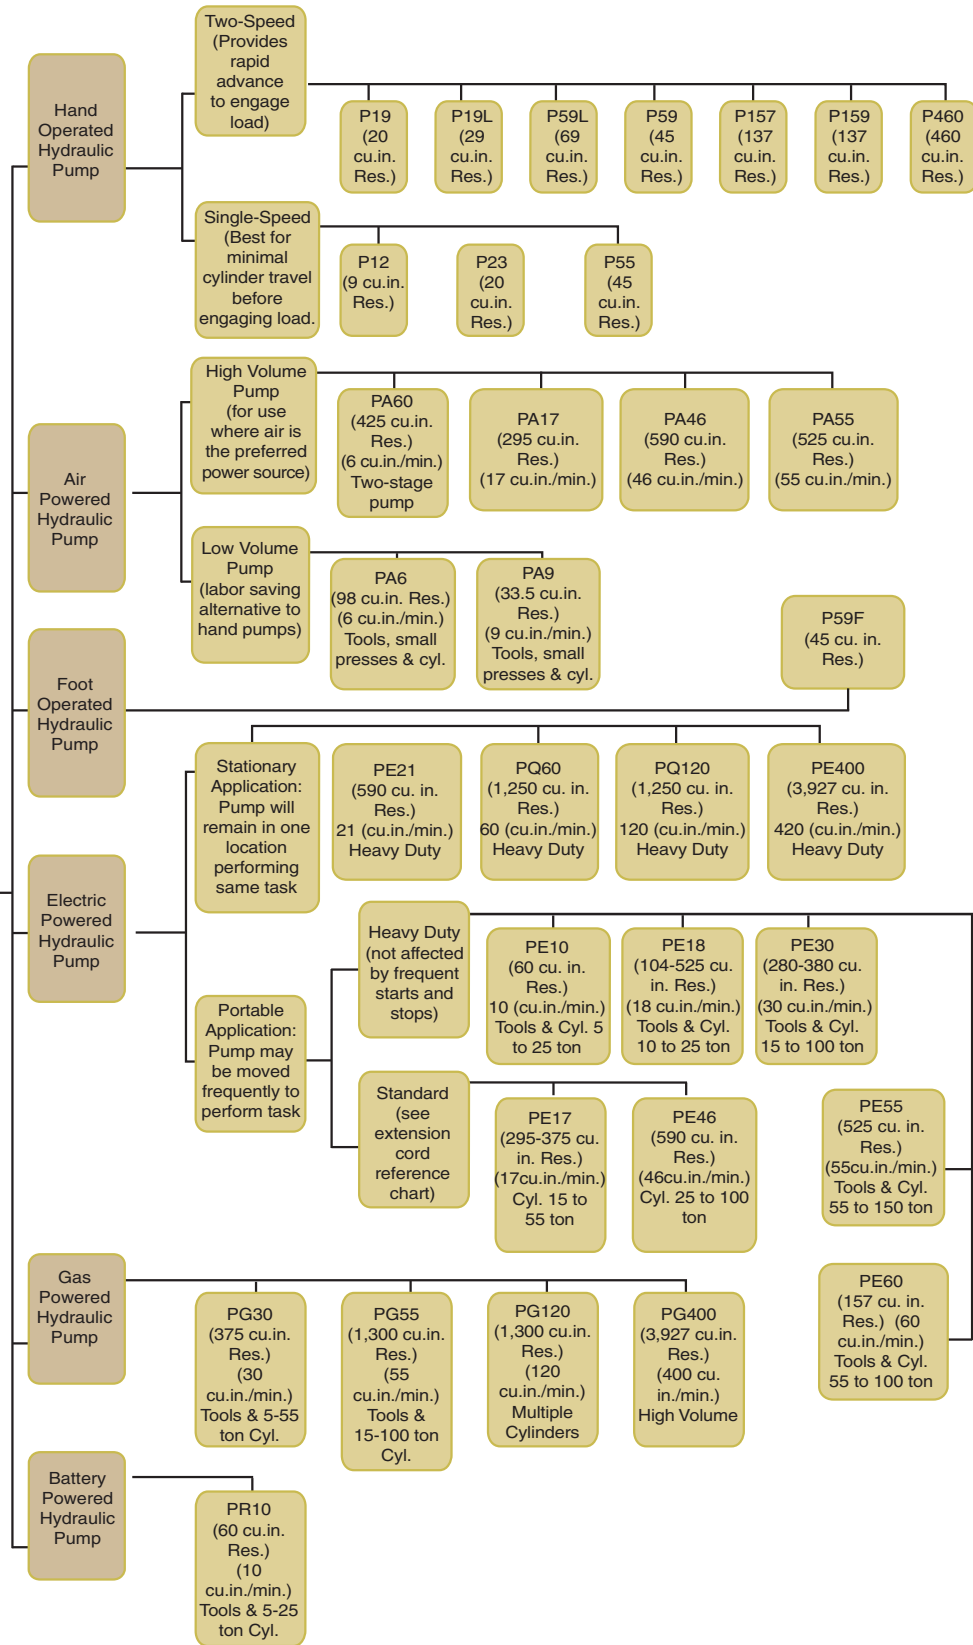 Hand
Operated
Hydraulic
Pump
Two-Speed
(Provides
rapid
advance
to engage
load)
P19
(20
cu.in.
Res.)
P19L
(29
cu.in.
Res.)
P59L
(69
cu.in.
Res.)
P59
(45
cu.in.
Res.)
P157
(137
cu.in.
Res.)
P159
(137
cu.in.
Res.)
P460
(460
cu.in.
Res.)
Single-Speed
(Best for
minimal
cylinder travel
before
engaging load.
P12
(9 cu.in.
Res.)
P23
(20
cu.in.
Res.)
P55
(45
cu.in.
Res.)
Air
Powered
Hydraulic
Pump
High Volume
Pump
(for use
where air is
the preferred
power source)
PA60
(425 cu.in.
Res.)
(6 cu.in./min.)
Two-stage
pump
PA17
(295 cu.in.
Res.)
(17 cu.in./min.)
PA46
(590 cu.in.
Res.)
(46 cu.in./min.)
PA55
(525 cu.in.
Res.)
(55 cu.in./min.)
Low Volume
Pump
(labor saving
alternative to
hand pumps)
PA6
(98 cu.in. Res.)
(6 cu.in./min.)
Tools, small
presses & cyl.
PA9
(33.5 cu.in.
Res.)
(9 cu.in./min.)
Tools, small
presses & cyl.
Foot
Operated
Hydraulic
Pump
P59F
(45 cu. in.
Res.)
Electric
Powered
Hydraulic
Pump
Stationary
Application:
Pump will
remain in one
location
performing
same task
PE21
(590 cu. in.
Res.)
21 (cu.in./min.)
Heavy Duty
PQ60
(1,250 cu. in.
Res.)
60 (cu.in./min.)
Heavy Duty
PQ120
(1,250 cu. in.
Res.)
120 (cu.in./min.)
Heavy Duty
PE400
(3,927 cu. in.
Res.)
420 (cu.in./min.)
Heavy Duty
Portable
Application:
Pump may
be moved
frequently to
perform task
Heavy Duty
(not affected
by frequent
starts and
stops)
PE10
(60 cu. in.
Res.)
10 (cu.in./min.)
Tools & Cyl. 5
to 25 ton
PE18
(104-525 cu.
in. Res.)
(18 cu.in./min.)
Tools & Cyl.
10 to 25 ton
PE30
(280-380 cu.
in. Res.)
(30 cu.in./min.)
Tools & Cyl.
15 to 100 ton
PE55
(525 cu. in.
Res.)
(55cu.in./min.)
Tools & Cyl.
55 to 150 ton
PE60
(157 cu. in.
Res.) (60
cu.in./min.)
Tools & Cyl.
55 to 100 ton
Standard
(see
extension
cord
reference
chart)
PE17
(295-375 cu.
in. Res.)
(17cu.in./min.)
Cyl. 15 to
55 ton
PE46
(590 cu. in.
Res.)
(46cu.in./min.)
Cyl. 25 to 100
ton
Gas
Powered
Hydraulic
Pump
PG30
(375 cu.in.
Res.)
(30
cu.in./min.)
Tools & 5-55
ton Cyl.
PG55
(1,300 cu.in.
Res.)
(55
cu.in./min.)
Tools &
15-100 ton
Cyl.
PG120
(1,300 cu.in.
Res.)
(120
cu.in./min.)
Multiple
Cylinders
PG400
(3,927 cu.in.
Res.)
(400 cu.
in./min.)
High Volume
Battery
Powered
Hydraulic
Pump
PR10
(60 cu.in.
Res.)
(10
cu.in./min.)
Tools & 5-25
ton Cyl.